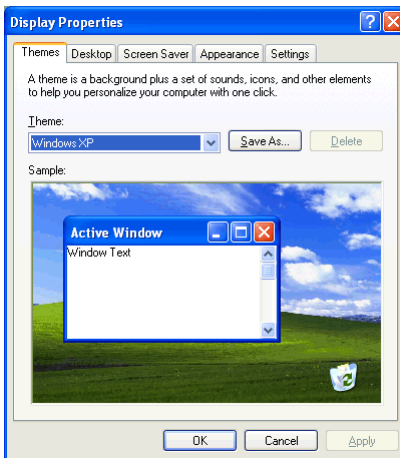 Display Properties
Themes Desktop Screen Saver Appearance Settings
A theme is a background plus a set of sounds, icons, and other elements
to help you personalize your computer with one click.
Theme:
Windows XP Save As... Delete
Sample:
Active Window
Window Text
OK Cancel Apply